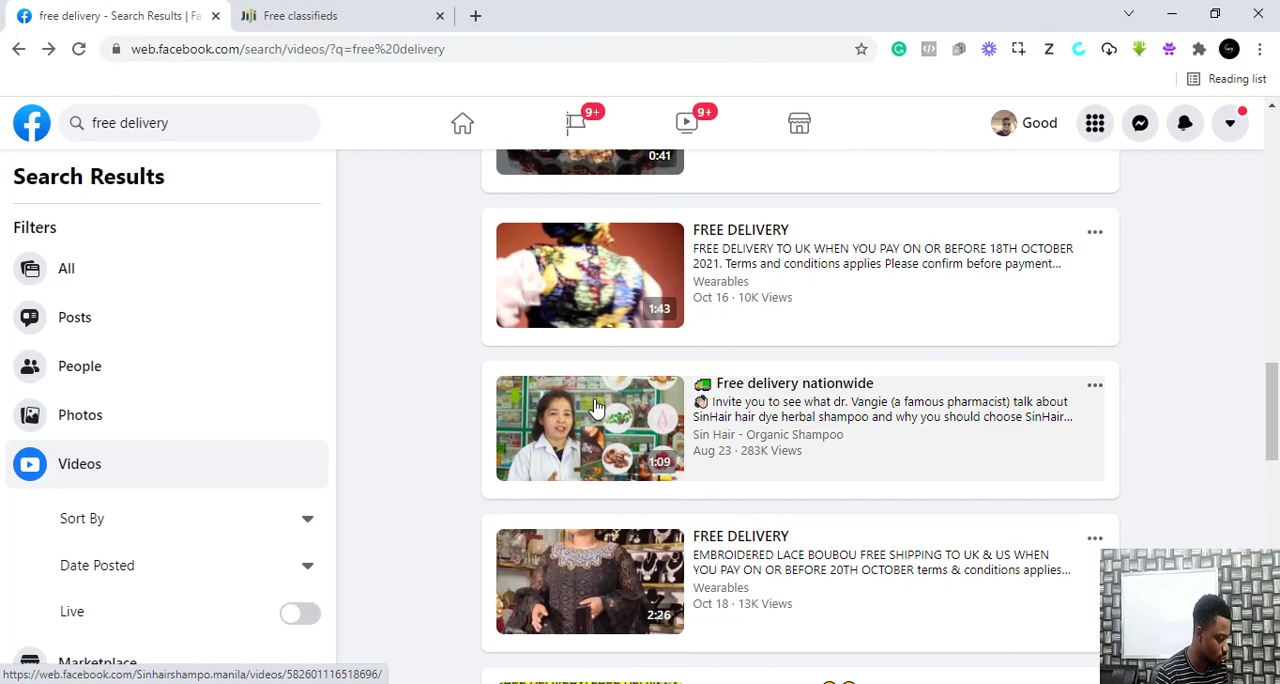 free delivery - Search Results | Fa
Free classifieds
web.facebook.com/search/videos/?q=free%20delivery
Reading list
free delivery
9+
9+
Good
Search Results
Filters
All
Posts
People
Photos
Videos
Sort By
Date Posted
Live
Marketplace
0:41
FREE DELIVERY
FREE DELIVERY TO UK WHEN YOU PAY ON OR BEFORE 18TH OCTOBER
2021. Terms and conditions applies Please confirm before payment...
Wearables
Oct 16 · 10K Views
1:43
Free delivery nationwide
Invite you to see what dr. Vangie (a famous pharmacist) talk about
SinHair hair dye herbal shampoo and why you should choose SinHair...
Sin Hair - Organic Shampoo
Aug 23 · 283K Views
1:09
FREE DELIVERY
EMBROIDERED LACE BOUBOU FREE SHIPPING TO UK & US WHEN
YOU PAY ON OR BEFORE 20TH OCTOBER terms & conditions applies...
Wearables
Oct 18 · 13K Views
2:26
https://web.facebook.com/Sinhairshampo.manila/videos/582601116518696/